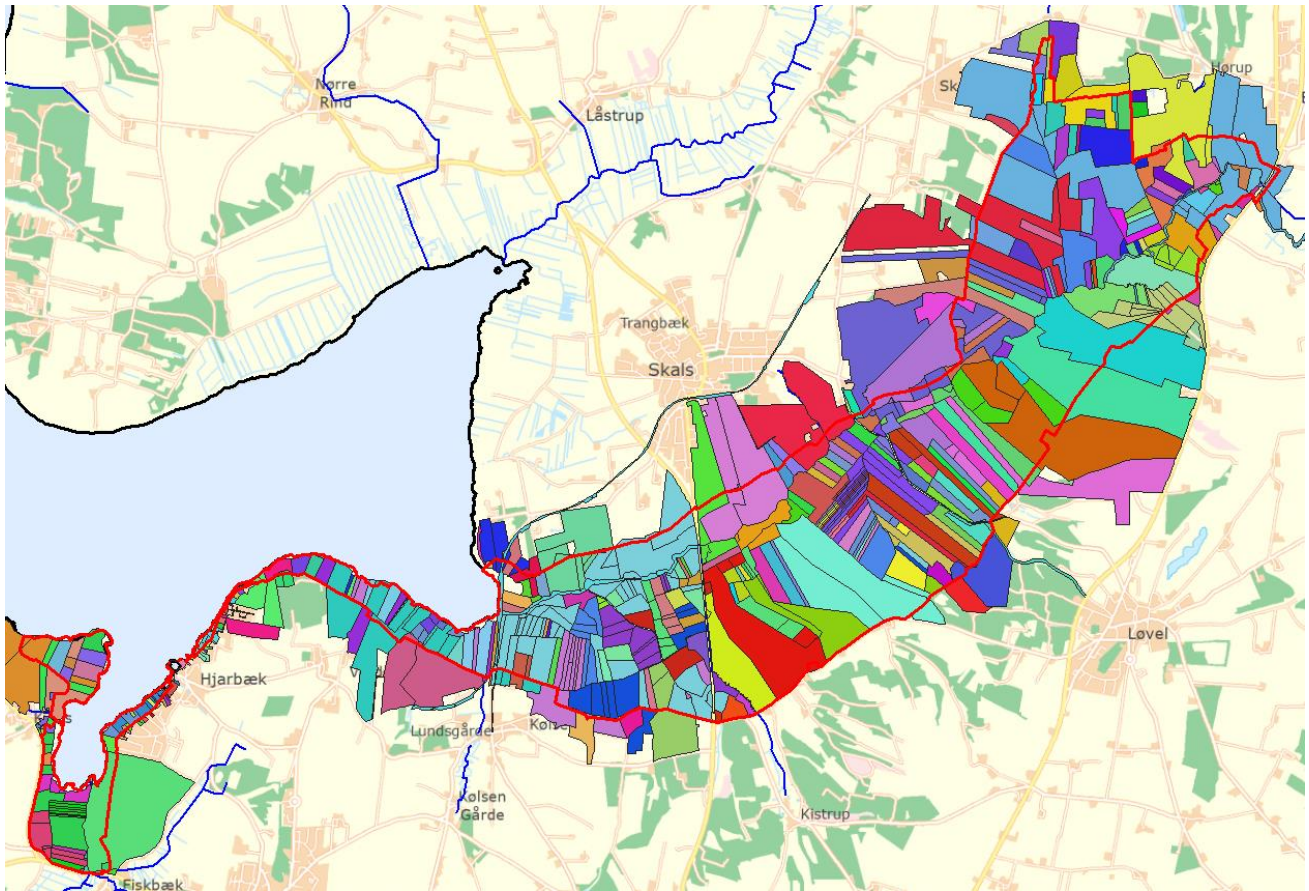 Nørre
Rind
Låstrup
Hørup
Trangbæk
Skals
Løvel
Hjarbæk
Lundsgårde
Kølsen
Gårde
Kistrup
Fiskbæk